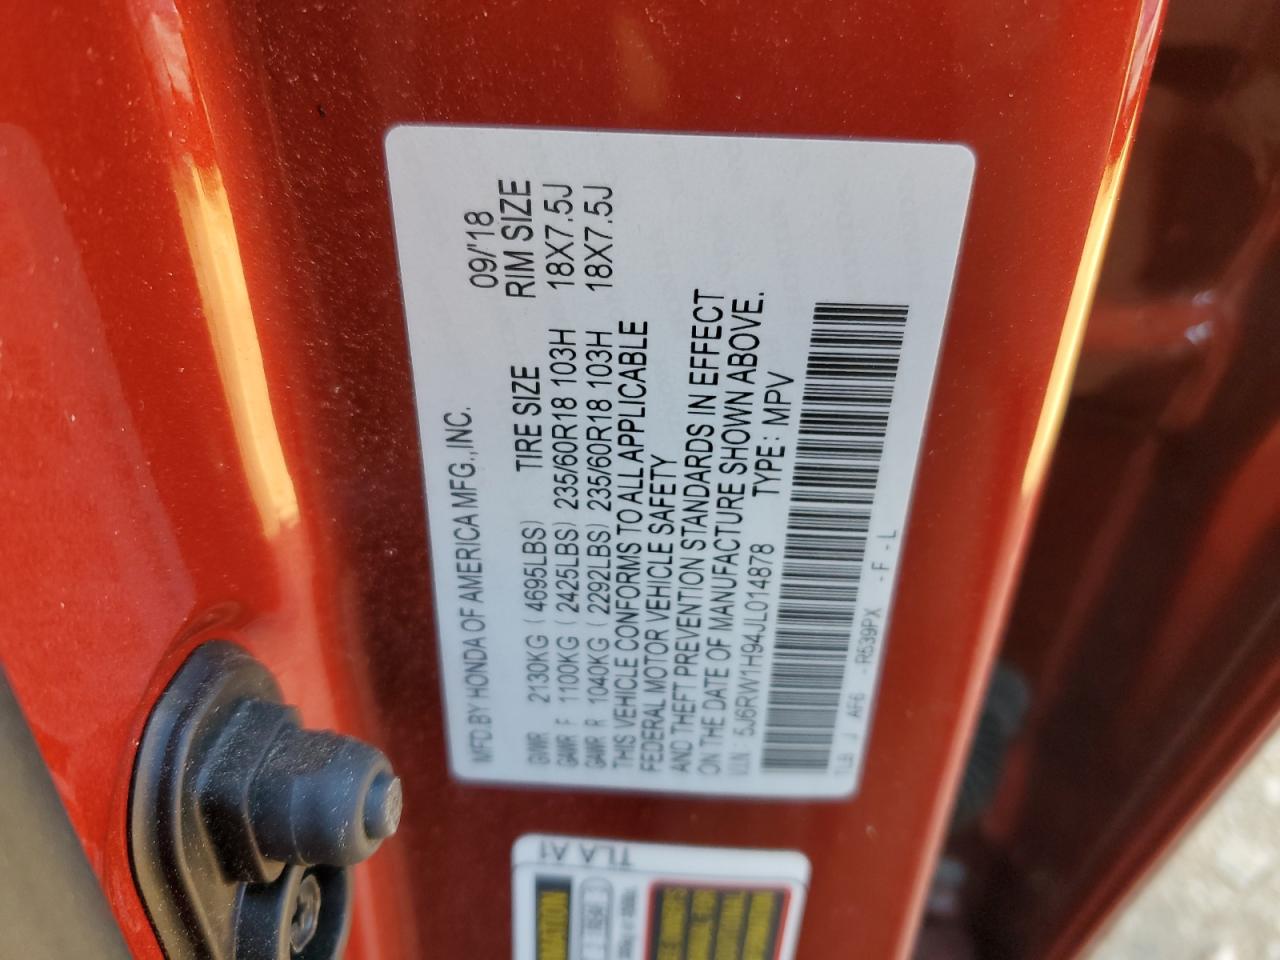 MFD.BY HONDA OF AMERICA MFG.,INC. 09/'18
TIRE SIZE RIM SIZE
GVWR 2130KG ( 4695LBS)
GAWR F 1100KG ( 2425LBS) 235/60R18 103H 18X7.5J
GAWR R 1040KG ( 2292LBS) 235/60R18 103H 18X7.5J
THIS VEHICLE CONFORMS TO ALL APPLICABLE
FEDERAL MOTOR VEHICLE SAFETY
AND THEFT PREVENTION STANDARDS IN EFFECT
ON THE DATE OF MANUFACTURE SHOWN ABOVE.
V.I.N : 5J6RW1H94JL014878 TYPE : MPV
TLB J AF6 -R539PX -F -L
TLA A1